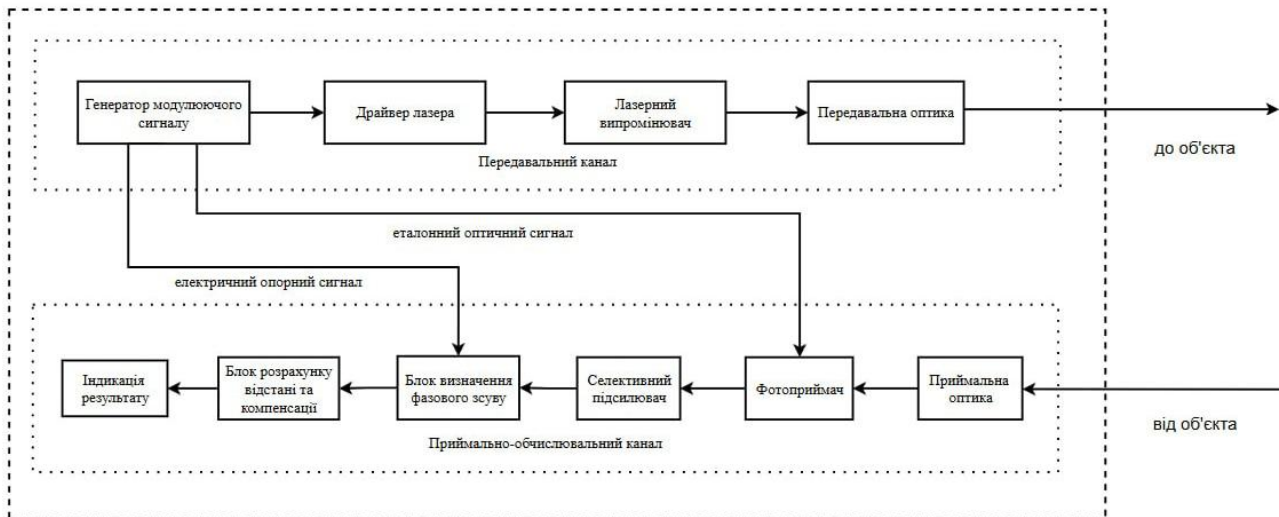 Генератор модулюючого
сигналу
Драйвер лазера
Лазерний
випромінювач
Передавальна оптика
Передавальний канал
до об'єкта
еталонний оптичний сигнал
електричний опорний сигнал
Індикація
результату
Блок розрахунку
відстані та
компенсації
Блок визначення
фазового зсуву
Селективний
підсилювач
Фотоприймач
Приймальна
оптика
від об'єкта
Приймально-обчислювальний канал